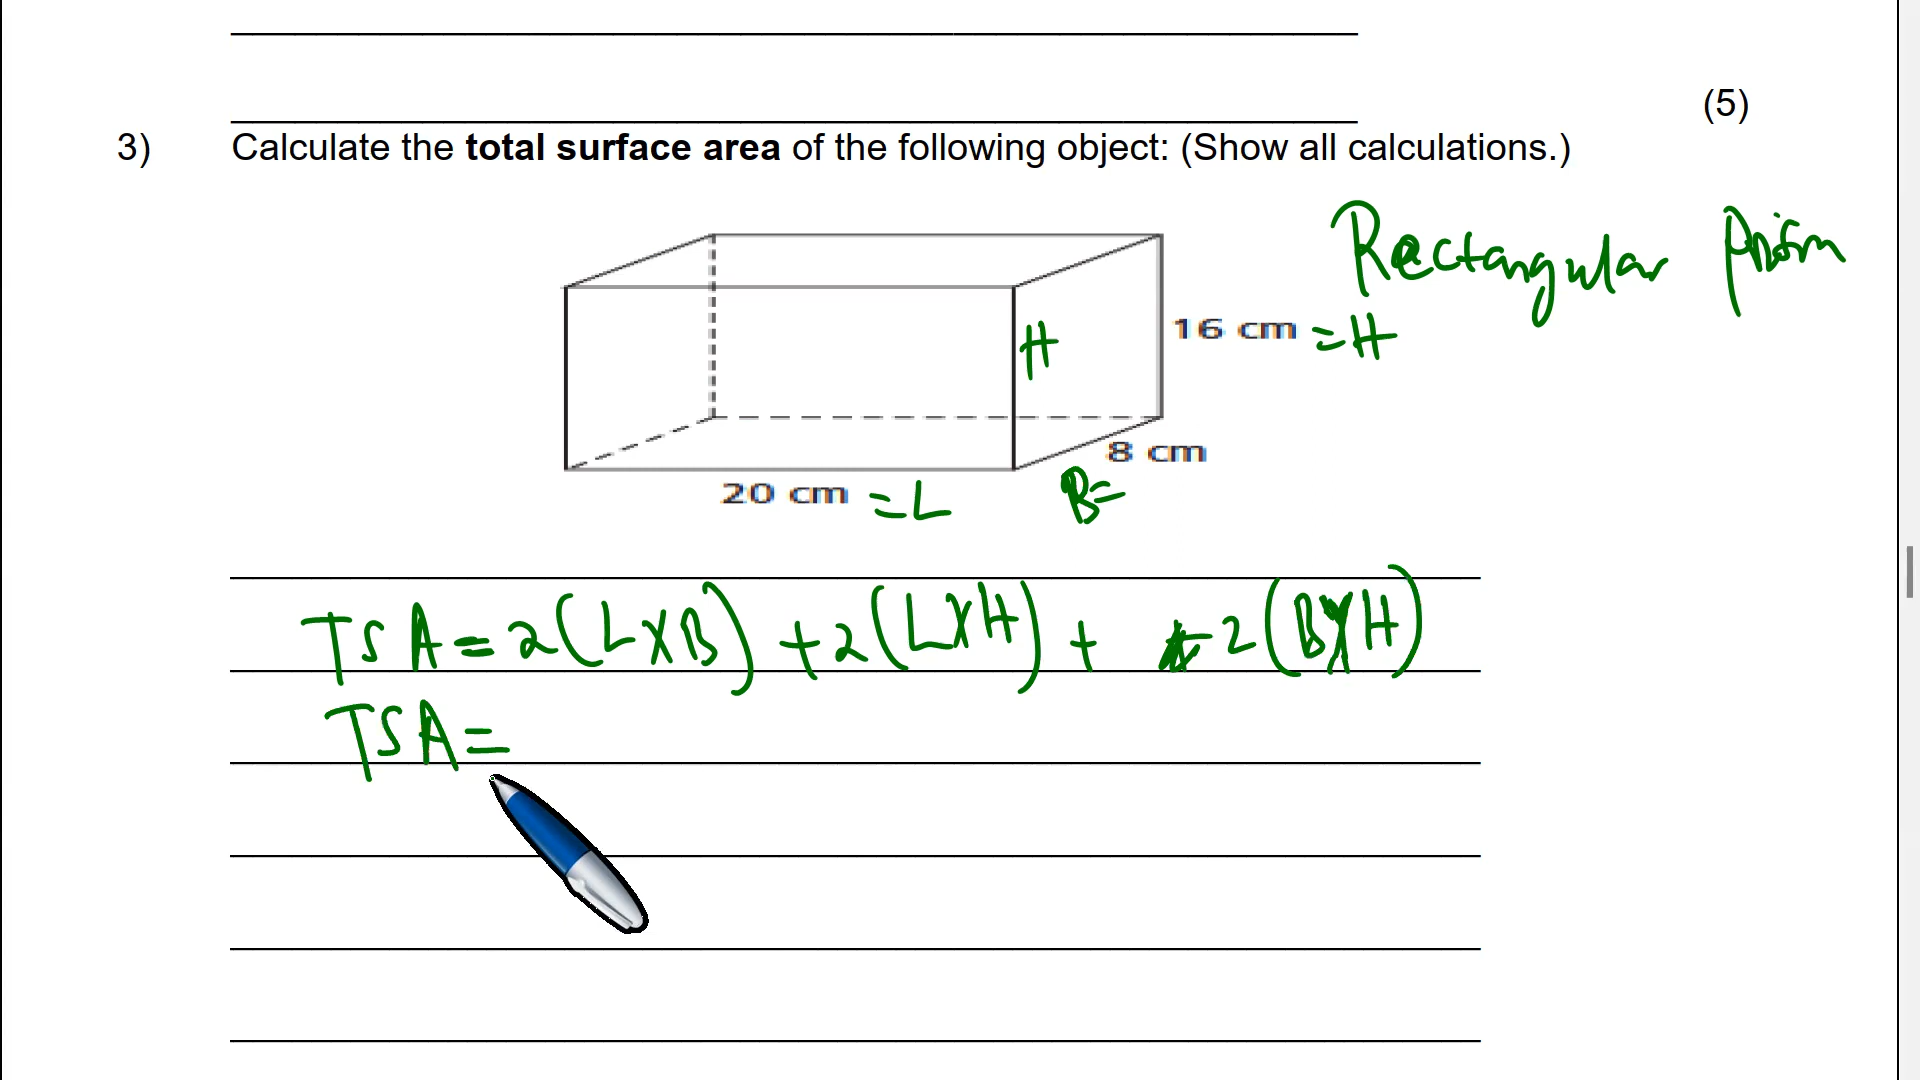 (5)
3) Calculate the total surface area of the following object: (Show all calculations.)
Rectangular Prism
H
16 cm = H
8 cm
20 cm = L
B=
TSA = 2(L×B) + 2(L×H) + 2(B×H)
TSA =